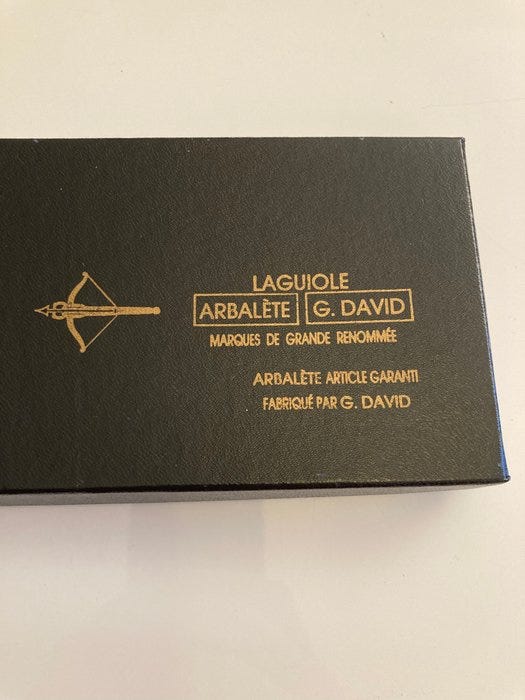 LAGUIOLE
ARBALÈTE G. DAVID
MARQUES DE GRANDE RENOMMÉE
ARBALÈTE ARTICLE GARANTI
FABRIQUÉ PAR G. DAVID